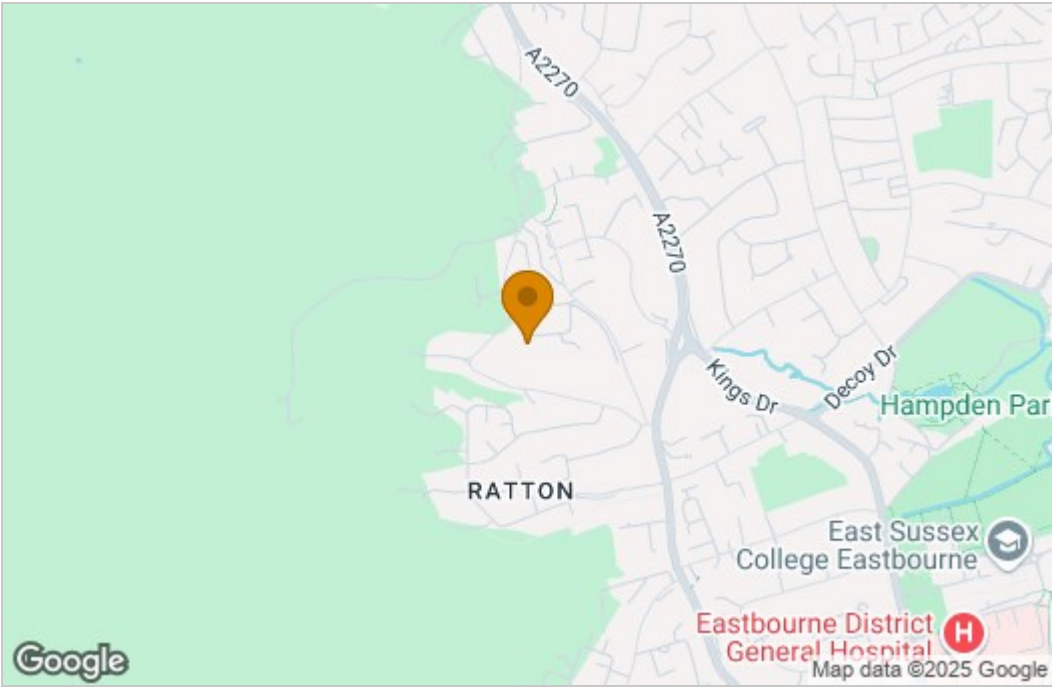 A2270
A2270
Kings Dr
Decoy Dr
Hampden Par
RATTON
East Sussex
College Eastbourne
Eastbourne District
General Hospital
H
Google
Map data ©2025 Google